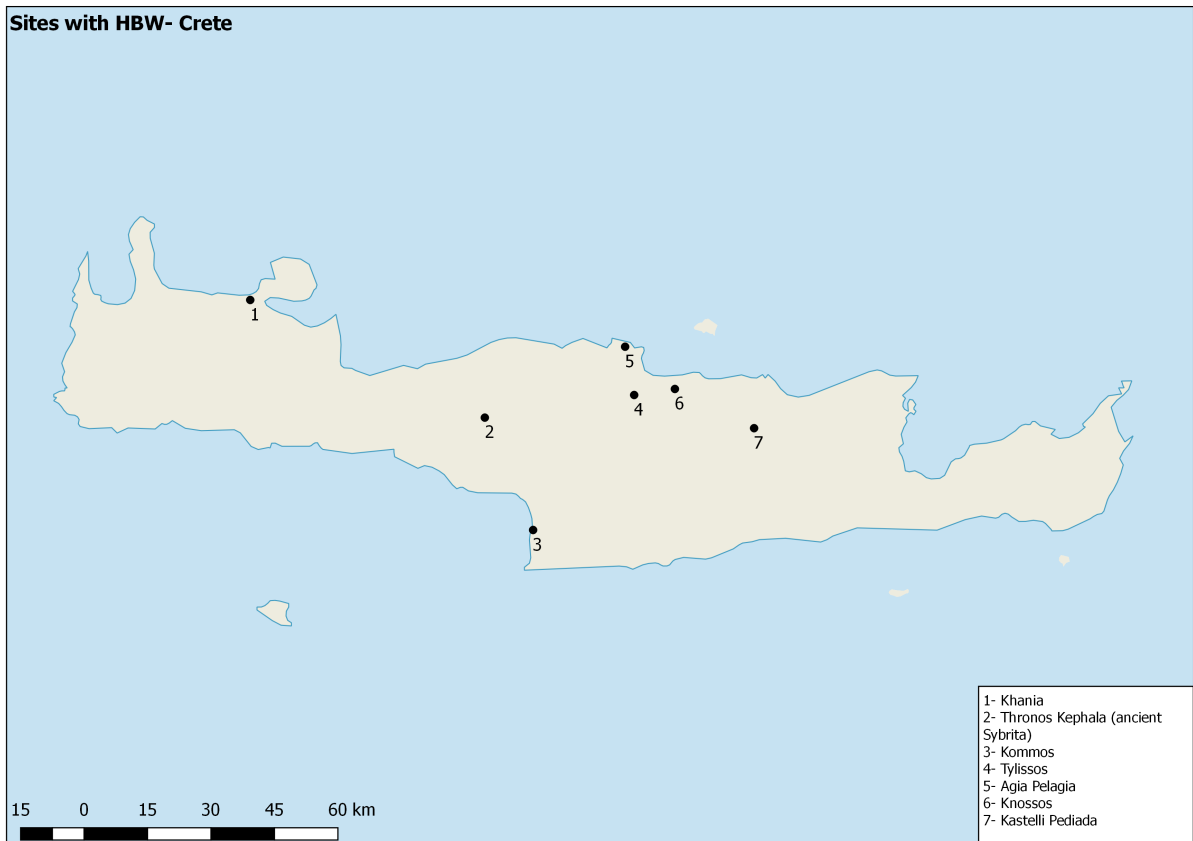 Sites with HBW- Crete
1
5
6
4
2
7
3
1- Khania
2- Thronos Kephala (ancient
Sybrita)
3- Kommos
4- Tylissos
5- Agia Pelagia
6- Knossos
7- Kastelli Pediada
15 0 15 30 45 60 km